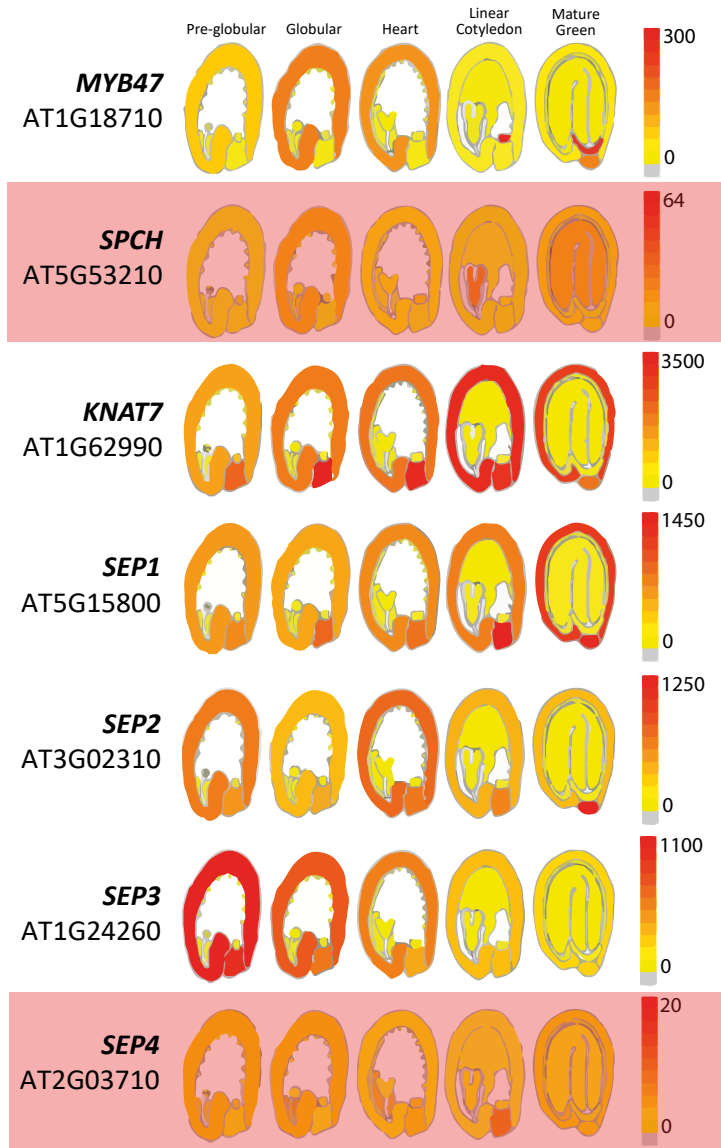 Pre-globular Globular Heart Linear Cotyledon Mature Green
MYB47
AT1G18710
300
0
SPCH
AT5G53210
64
0
KNAT7
AT1G62990
3500
0
SEP1
AT5G15800
1450
0
SEP2
AT3G02310
1250
0
SEP3
AT1G24260
1100
0
SEP4
AT2G03710
20
0